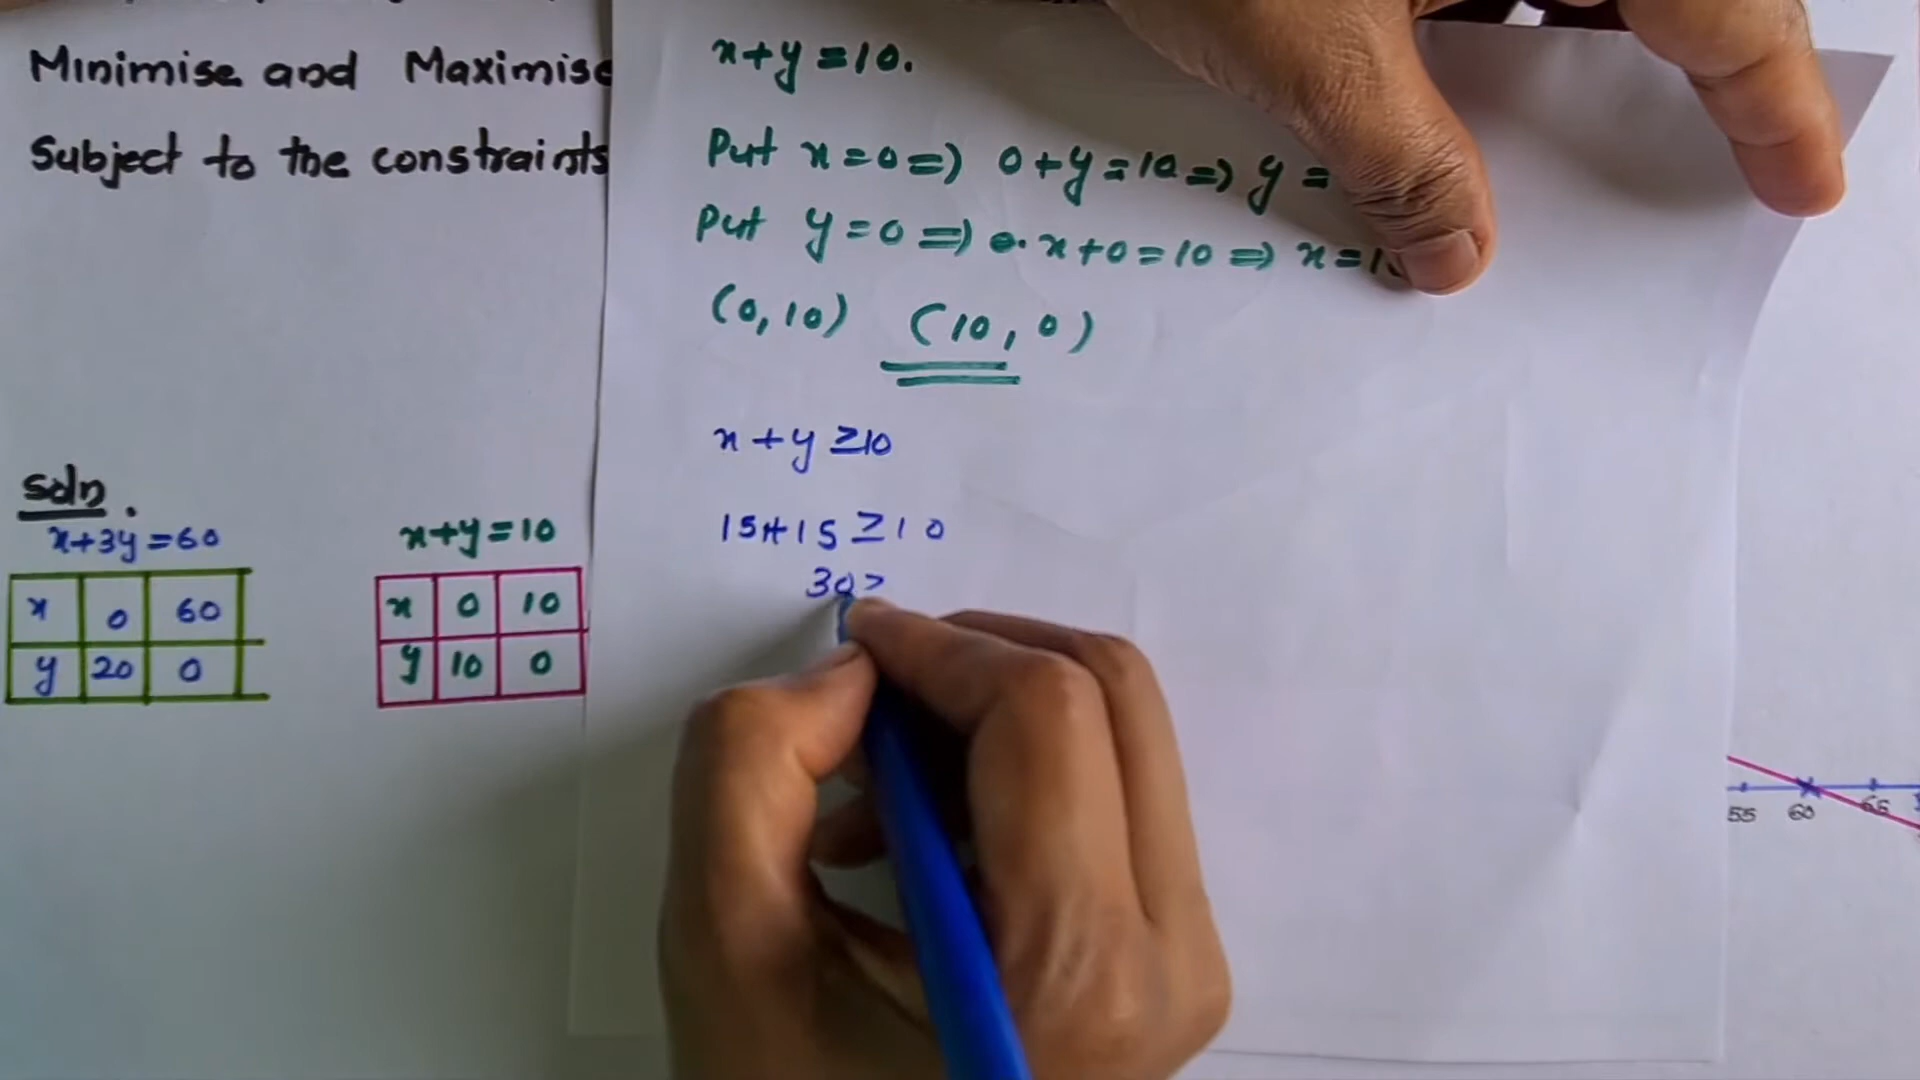 Minimise and Maximise
Subject to the constraints
Soln.
x+3y=60
x 0 60
y 20 0
x+y=10
x 0 10
y 10 0
x+y=10.
Put x=0=) 0+y=10=) y=
Put y=0=) x+0=10=) x=1
(0,10) (10,0)
x+y≥10
15+15≥10
30≥
55 60 65